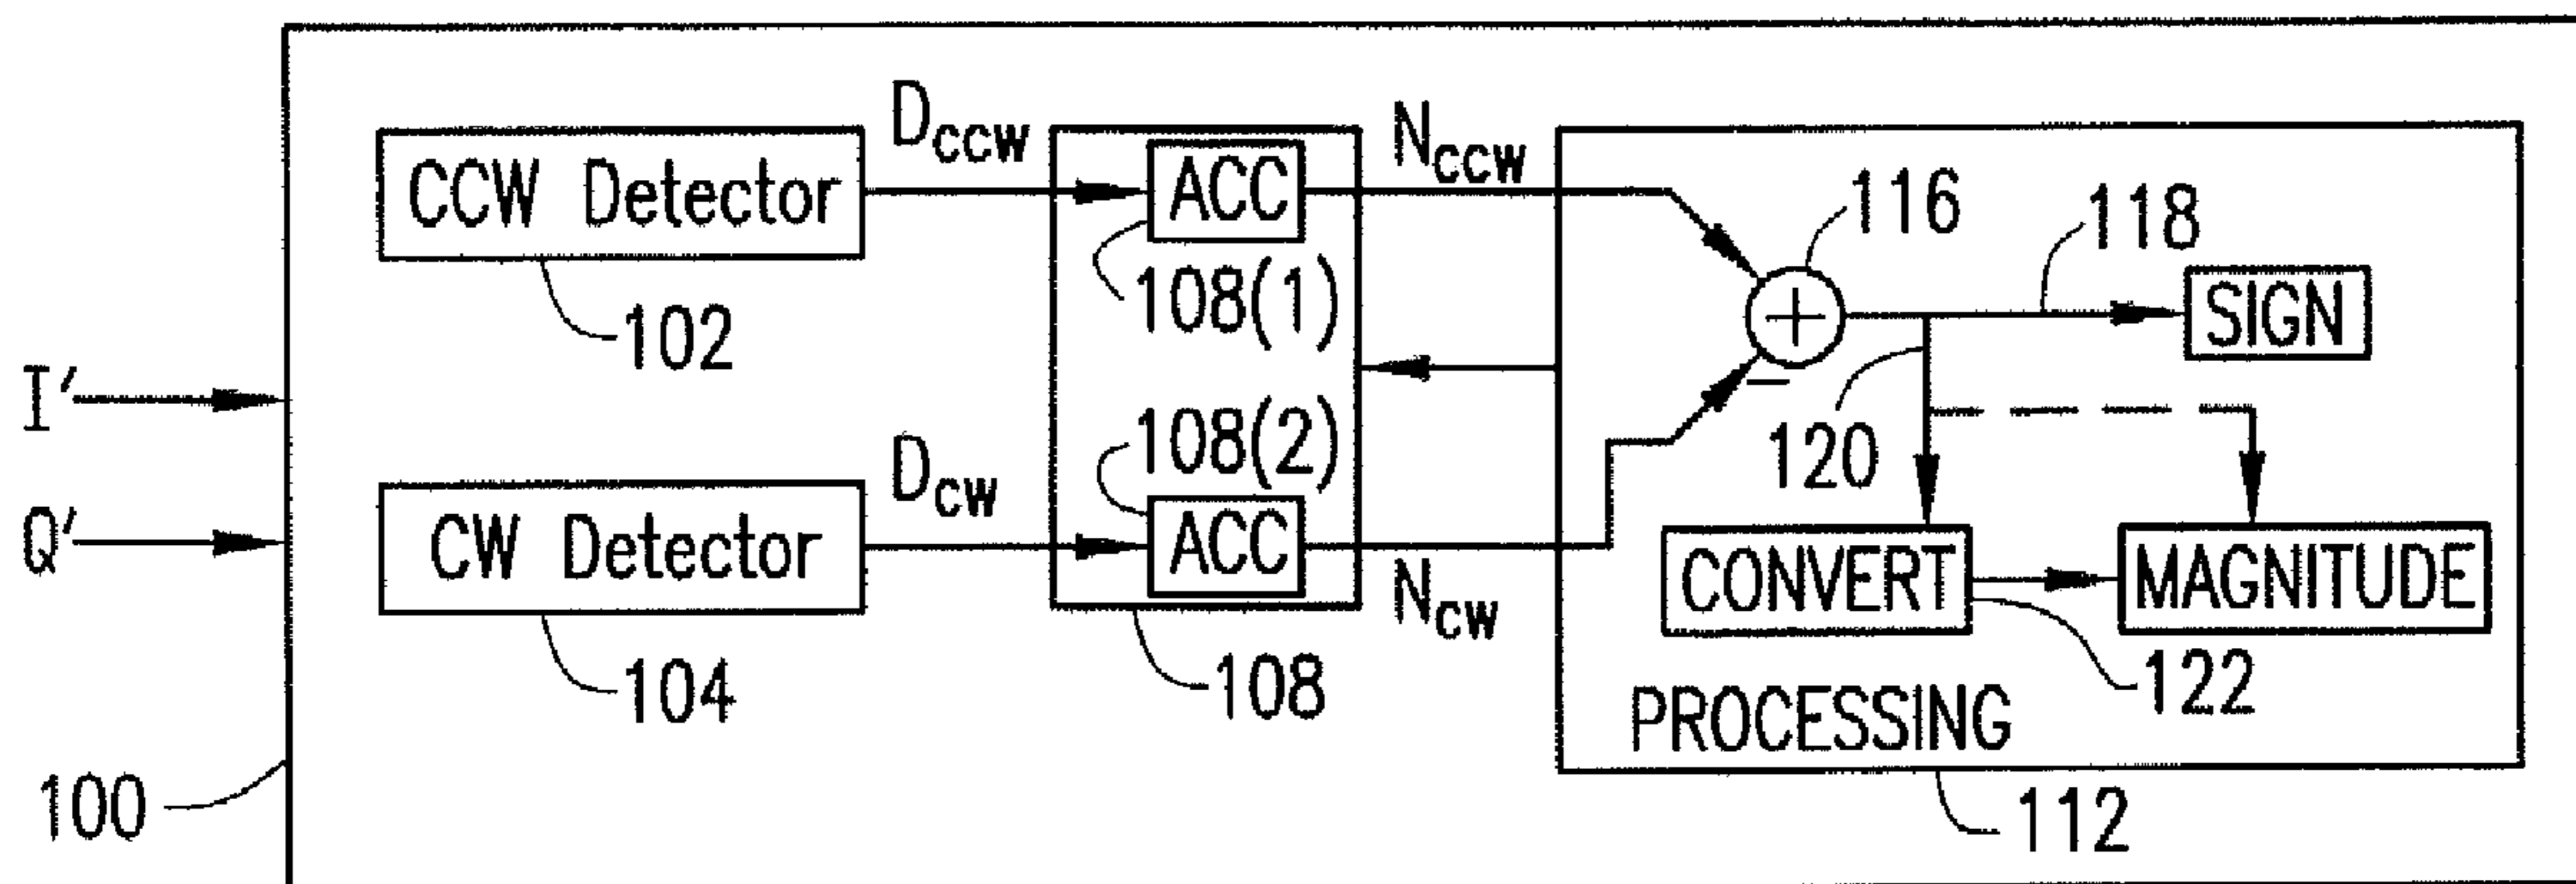 D_CCW
N_CCW
CCW Detector
ACC
116
118
102
108(1)
SIGN
I'
108(2)
120
D_CW
Q'
CW Detector
ACC
CONVERT
MAGNITUDE
N_CW
104
108
122
PROCESSING
100
112